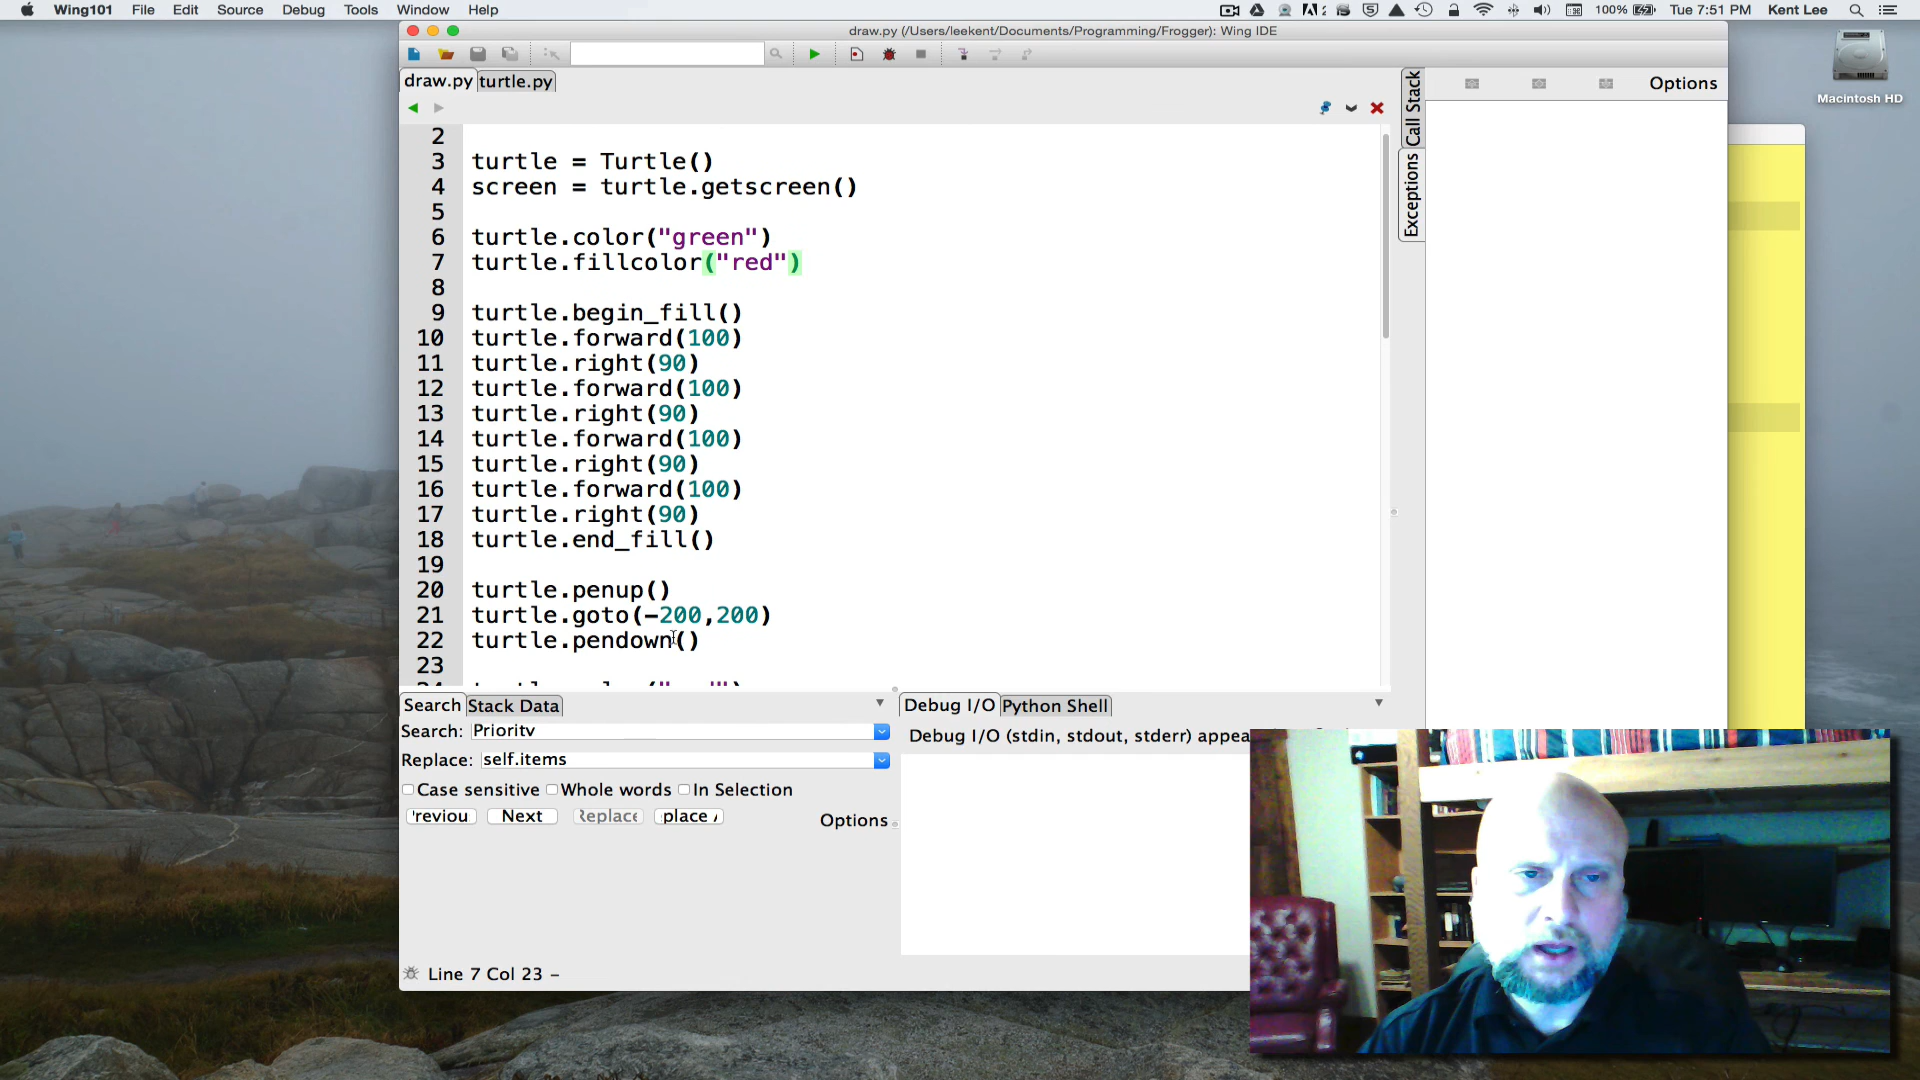 Wing101 File Edit Source Debug Tools Window Help
100% Tue 7:51 PM Kent Lee
draw.py (/Users/leekent/Documents/Programming/Frogger): Wing IDE
draw.py turtle.py
Options
Call Stack
Exceptions
Macintosh HD
2
3 turtle = Turtle()
4 screen = turtle.getscreen()
5
6 turtle.color("green")
7 turtle.fillcolor("red")
8
9 turtle.begin_fill()
10 turtle.forward(100)
11 turtle.right(90)
12 turtle.forward(100)
13 turtle.right(90)
14 turtle.forward(100)
15 turtle.right(90)
16 turtle.forward(100)
17 turtle.right(90)
18 turtle.end_fill()
19
20 turtle.penup()
21 turtle.goto(-200,200)
22 turtle.pendown()
23
Search Stack Data
Search: Priority
Replace: self.items
Case sensitive Whole words In Selection
'reviou Next Replace place
Options
Debug I/O Python Shell
Debug I/O (stdin, stdout, stderr) appea
Line 7 Col 23 –